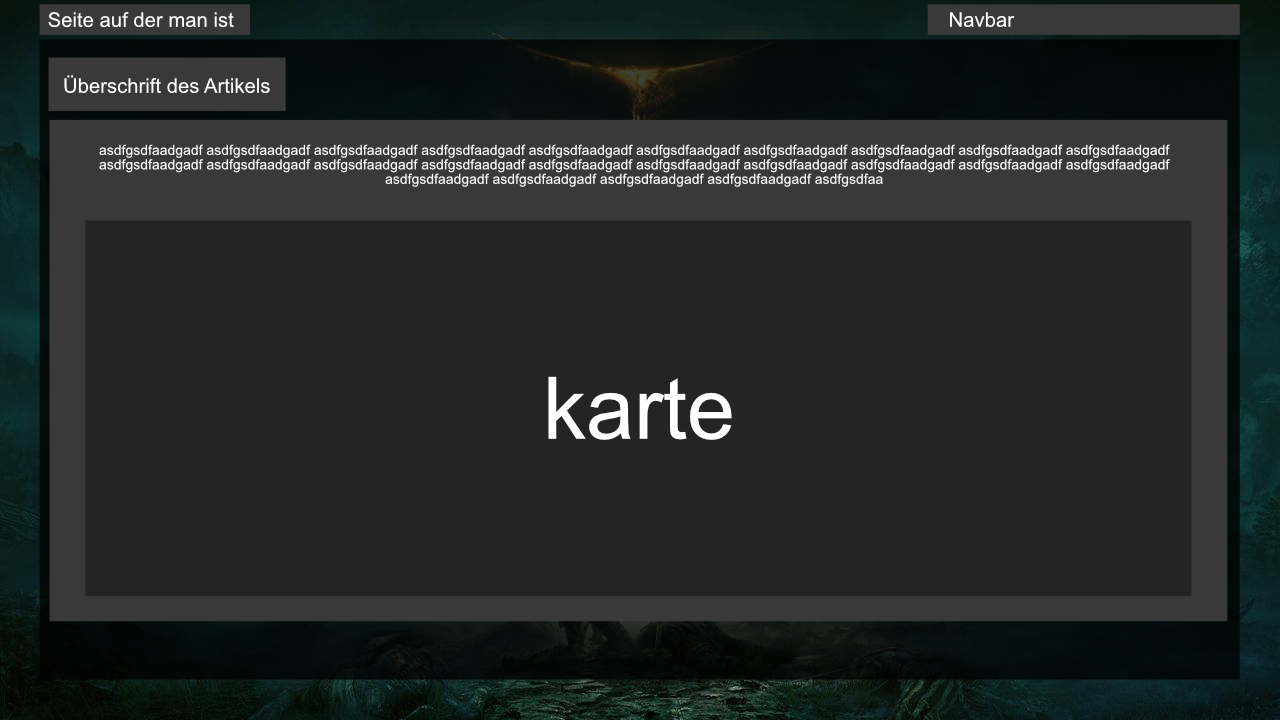 Seite auf der man ist
Navbar
Überschrift des Artikels
asdfgsdfaadgadf asdfgsdfaadgadf asdfgsdfaadgadf asdfgsdfaadgadf asdfgsdfaadgadf asdfgsdfaadgadf asdfgsdfaadgadf asdfgsdfaadgadf asdfgsdfaadgadf asdfgsdfaadgadf
asdfgsdfaadgadf asdfgsdfaadgadf asdfgsdfaadgadf asdfgsdfaadgadf asdfgsdfaadgadf asdfgsdfaadgadf asdfgsdfaadgadf asdfgsdfaadgadf asdfgsdfaadgadf asdfgsdfaadgadf
asdfgsdfaadgadf asdfgsdfaadgadf asdfgsdfaadgadf asdfgsdfaadgadf asdfgsdfaa
karte